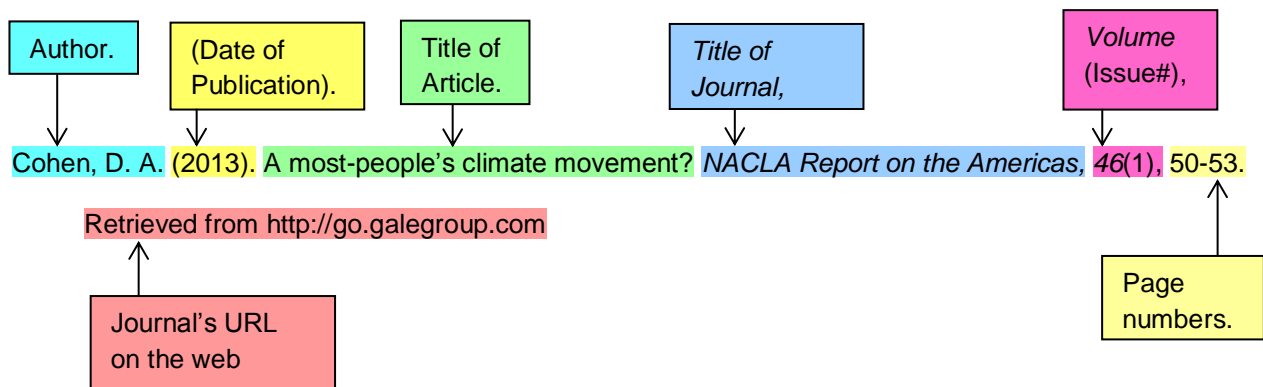 Author.
(Date of
Publication).
Title of
Article.
Title of
Journal,
Volume
(Issue#),
Cohen, D. A. (2013). A most-people’s climate movement? NACLA Report on the Americas, 46(1), 50-53.
Retrieved from http://go.galegroup.com
Journal’s URL
on the web
Page
numbers.